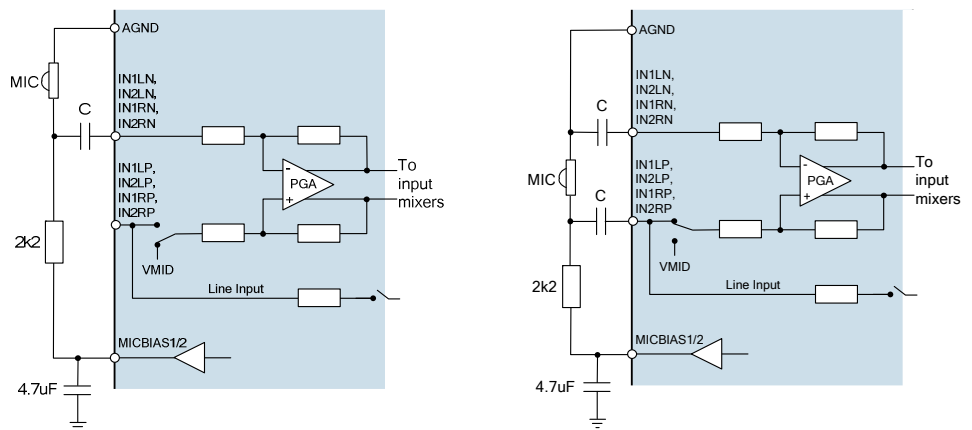 AGND
MIC
IN1LN,
IN2LN,
IN1RN,
IN2RN
C
IN1LP,
IN2LP,
IN1RP,
IN2RP
-
PGA
+
To
input
mixers
2k2
VMID
Line Input
MICBIAS1/2
4.7uF
AGND
IN1LN,
IN2LN,
IN1RN,
IN2RN
C
IN1LP,
IN2LP,
IN1RP,
IN2RP
MIC
C
-
PGA
+
To
input
mixers
VMID
2k2
Line Input
MICBIAS1/2
4.7uF